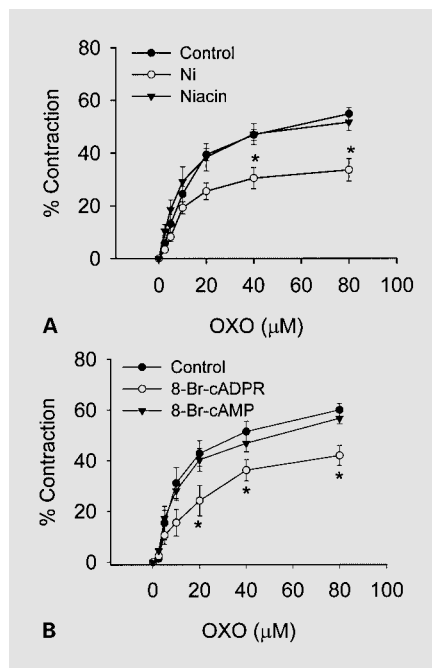 Control
Ni
Niacin
80
60
40
20
0
% Contraction
*
*
0 20 40 60 80 100
A
OXO (µM)
Control
8-Br-cADPR
8-Br-cAMP
80
60
40
20
0
% Contraction
*
*
*
0 20 40 60 80 100
B
OXO (µM)